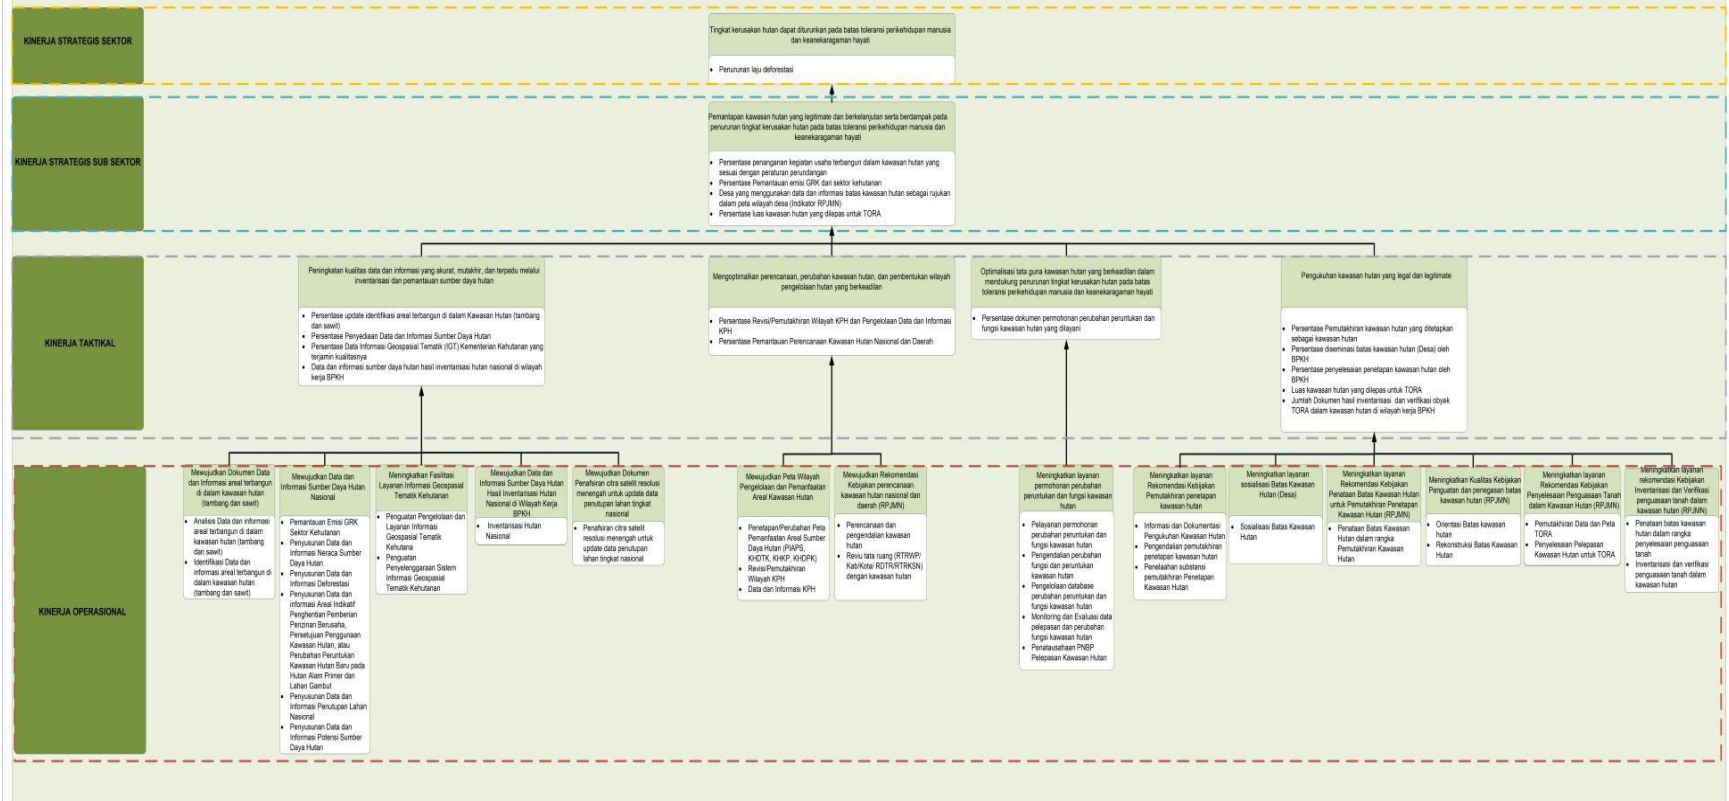 KINERJA STRATEGIS SEKTOR
Tingkat kerusakan hutan dapat diturunkan pada batas toleransi perikehidupan manusia
dan keanekaragaman hayati
• Penurunan laju deforestasi
KINERJA STRATEGIS SUB SEKTOR
Pemantapan kawasan hutan yang legitimate dan berkelanjutan serta berdampak pada
penurunan tingkat kerusakan hutan pada batas toleransi perikehidupan manusia dan
keanekaragaman hayati
• Persentase penanganan kegiatan usaha terbangun dalam kawasan hutan yang
sesuai dengan peraturan perundangan
• Persentase Pemantauan emisi GRK dari sektor kehutanan
• Desa yang menggunakan data dan informasi batas kawasan hutan sebagai rujukan
dalam peta wilayah desa (Indikator RPJMN)
• Persentase luas kawasan hutan yang dilepas untuk TORA
KINERJA TAKTIKAL
Peningkatan kualitas data dan informasi yang akurat, mutakhir, dan terpadu melalui
inventarisasi dan pemantauan sumber daya hutan
• Persentase update identifikasi areal terbangun di dalam Kawasan Hutan (tambang
dan sawit)
• Persentase Penyediaan Data dan Informasi Sumber Daya Hutan
• Persentase Data Informasi Geospasial Tematik (IGT) Kementerian Kehutanan yang
terjamin kualitasnya
• Data dan informasi sumber daya hutan hasil inventarisasi hutan nasional di wilayah
kerja BPKH
Mengoptimalkan perencanaan, perubahan kawasan hutan, dan pembentukan wilayah
pengelolaan hutan yang berkeadilan
• Persentase Revisi/Pemutakhiran Wilayah KPH dan Pengelolaan Data dan Informasi
KPH
• Persentase Pemantauan Perencanaan Kawasan Hutan Nasional dan Daerah
Optimalisasi tata guna kawasan hutan yang berkeadilan dalam
mendukung penurunan tingkat kerusakan hutan pada batas
toleransi perikehidupan manusia dan keanekaragaman hayati
• Persentase dokumen permohonan perubahan peruntukan dan
fungsi kawasan hutan yang dilayani
Pengukuhan kawasan hutan yang legal dan legitimate
• Persentase Pemutakhiran kawasan hutan yang ditetapkan
sebagai kawasan hutan
• Persentase diseminasi batas kawasan hutan (Desa) oleh
BPKH
• Persentase penyelesaian penetapan kawasan hutan oleh
BPKH
• Luas kawasan hutan yang dilepas untuk TORA
• Jumlah Dokumen hasil inventarisasi dan verifikasi obyek
TORA dalam kawasan hutan di wilayah kerja BPKH
KINERJA OPERASIONAL
Mewujudkan Dokumen Data
dan Informasi areal terbangun
di dalam kawasan hutan
(tambang dan sawit)
• Analisis Data dan informasi
areal terbangun di dalam
kawasan hutan (tambang
dan sawit)
• Identifikasi Data dan
informasi areal terbangun di
dalam kawasan hutan
(tambang dan sawit)
Mewujudkan Data dan
Informasi Sumber Daya Hutan
Nasional
• Pemantauan Emisi GRK
Sektor Kehutanan
• Penyusunan Data dan
Informasi Neraca Sumber
Daya Hutan
• Penyusunan Data dan
Informasi Deforestasi
• Penyusunan Data dan
informasi Areal Indikatif
Penghentian Pemberian
Perizinan Berusaha,
Persetujuan Penggunaan
Kawasan Hutan, atau
Perubahan Peruntukan
Kawasan Hutan Baru pada
Hutan Alam Primer dan
Lahan Gambut
• Penyusunan Data dan
Informasi Penutupan Lahan
Nasional
• Penyusunan Data dan
Informasi Potensi Sumber
Daya Hutan
Meningkatkan Fasilitasi
Layanan Informasi Geospasial
Tematik Kehutanan
• Penguatan Pengelolaan dan
Layanan Informasi
Geospasial Tematik
Kehutana
• Penguatan
Penyelenggaraan Sistem
Informasi Geospasial
Tematik Kehutanan
Mewujudkan Data dan
Informasi Sumber Daya Hutan
Hasil Inventarisasi Hutan
Nasional di Wilayah Kerja
BPKH
• Inventarisasi Hutan
Nasional
Mewujudkan Dokumen
Penafsiran citra satelit resolusi
menengah untuk update data
penutupan lahan tingkat
nasional
• Penafsiran citra satelit
resolusi menengah untuk
update data penutupan
lahan tingkat nasional
Mewujudkan Peta Wilayah
Pengelolaan dan Pemanfaatan
Areal Kawasan Hutan
• Penetapan/Perubahan Peta
Pemanfaatan Areal Sumber
Daya Hutan (PIAPS,
KHDTK, KHKP, KHDPK)
• Revisi/Pemutakhiran
Wilayah KPH
• Data dan Informasi KPH
Mewujudkan Rekomendasi
Kebijakan perencanaan
kawasan hutan nasional dan
daerah (RPJMN)
• Perencanaan dan
pengendalian kawasan
hutan
• Reviu tata ruang (RTRWP/
Kab/Kota/ RDTR/RTRKSN)
dengan kawasan hutan
Meningkatkan layanan
permohonan perubahan
peruntukan dan fungsi kawasan
hutan
• Pelayanan permohonan
perubahan peruntukan dan
fungsi kawasan hutan
• Pengendalian perubahan
fungsi dan peruntukan
kawasan hutan
• Pengelolaan database
perubahan peruntukan dan
fungsi kawasan hutan
• Monitoring dan Evaluasi data
pelepasan dan perubahan
fungsi kawasan hutan
• Penatausahaan PNBP
Pelepasan Kawasan Hutan
Meningkatkan layanan
Rekomendasi Kebijakan
Pemutakhiran penetapan
kawasan hutan
• Informasi dan Dokumentasi
Pengukuhan Kawasan Hutan
• Pengendalian pemutakhiran
penetapan kawasan hutan
• Penelaahan substansi
pemutakhiran Penetapan
Kawasan Hutan
Meningkatkan layanan
sosialisasi Batas Kawasan
Hutan (Desa)
• Sosialisasi Batas Kawasan
Hutan
Meningkatkan layanan
Rekomendasi Kebijakan
Penataan Batas Kawasan Hutan
untuk Pemutakhiran Penetapan
Kawasan Hutan (RPJMN)
• Penataan Batas Kawasan
Hutan dalam rangka
Pemutakhiran Kawasan
Hutan
Meningkatkan Kualitas Kebijakan
Penguatan dan penegasan batas
kawasan hutan (RPJMN)
• Orientasi Batas kawasan
hutan
• Rekonstruksi Batas Kawasan
Hutan
Meningkatkan layanan
Rekomendasi Kebijakan
Penyelesaian Penguasaan Tanah
dalam Kawasan Hutan (RPJMN)
• Pemutakhiran Data dan Peta
TORA
• Penyelesaian Pelepasan
Kawasan Hutan untuk TORA
Meningkatkan layanan
rekomendasi Kebijakan
Inventarisasi dan Verifikasi
penguasaan tanah dalam
kawasan hutan (RPJMN)
• Penataan batas kawasan
hutan dalam rangka
penyelesaian penguasaan
tanah
• Inventarisasi dan verifikasi
penguasaan tanah dalam
kawasan hutan